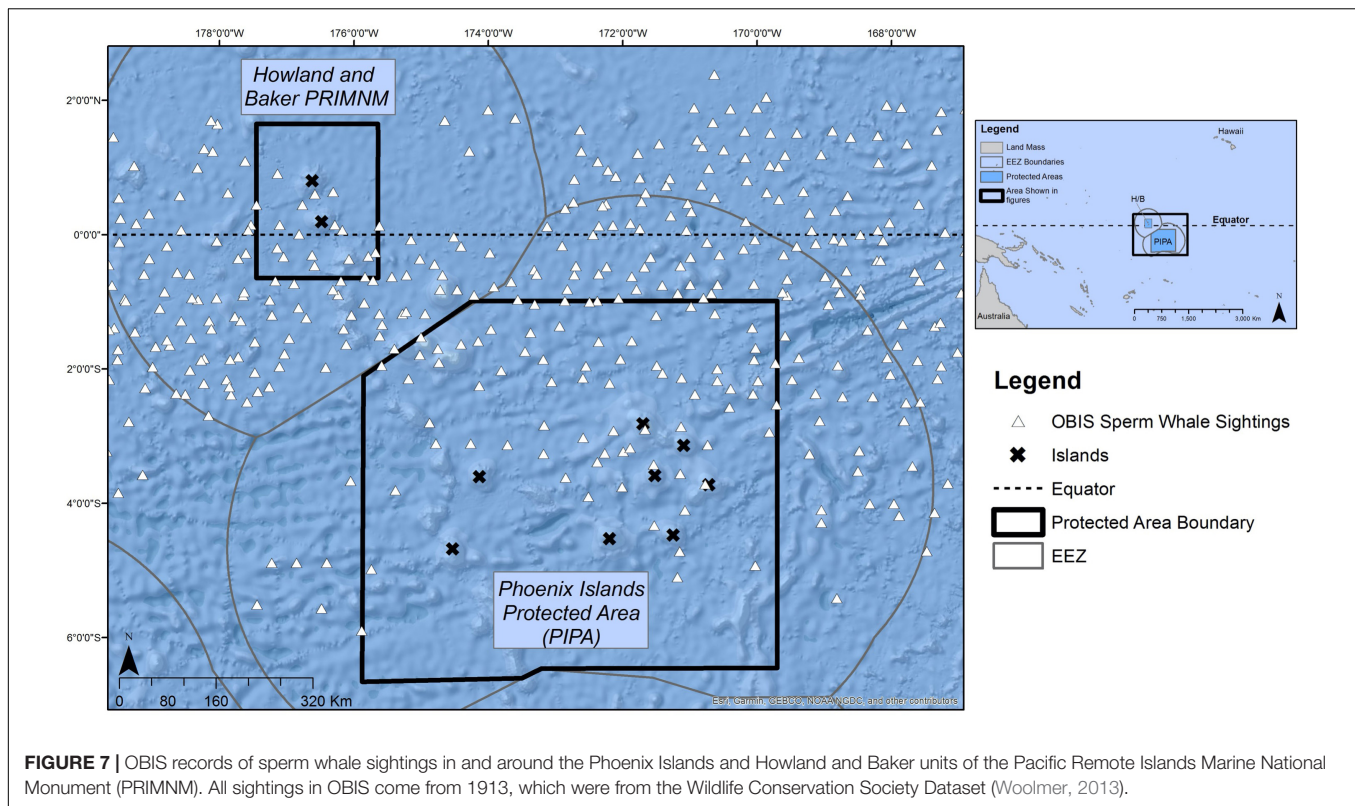 178°0'0"W 176°0'0"W 174°0'0"W 172°0'0"W 170°0'0"W 168°0'0"W
2°0'0"N
0°0'0"
2°0'0"S
4°0'0"S
6°0'0"S
Howland and
Baker PRIMNM
Phoenix Islands
Protected Area
(PIPA)
N
0 80 160 320 Km
Esri, Garmin, GEBCO, NOAA NGDC, and other contributors
Legend
Land Mass
EEZ Boundaries
Protected Areas
Area Shown in
figures
Hawaii
H/B
Equator
PIPA
Australia
N
0 750 1,500 3,000 Km
Legend
OBIS Sperm Whale Sightings
Islands
Equator
Protected Area Boundary
EEZ
FIGURE 7 | OBIS records of sperm whale sightings in and around the Phoenix Islands and Howland and Baker units of the Pacific Remote Islands Marine National
Monument (PRIMNM). All sightings in OBIS come from 1913, which were from the Wildlife Conservation Society Dataset (Woolmer, 2013).